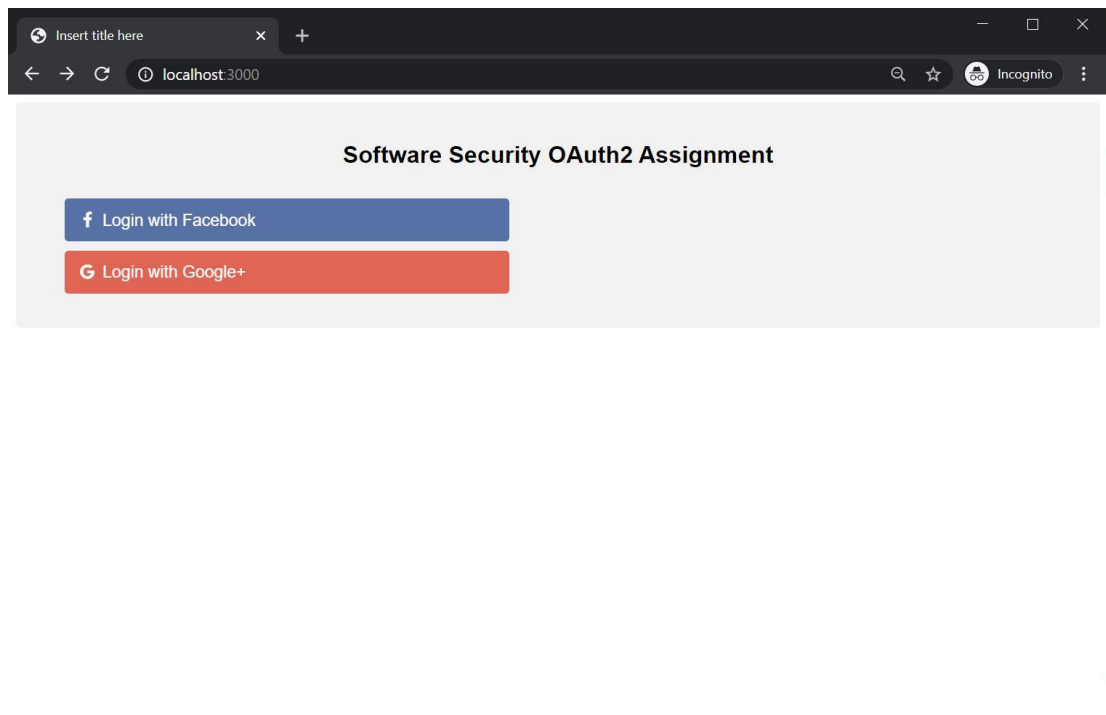 Insert title here
localhost:3000
Incognito
Software Security OAuth2 Assignment
Login with Facebook
Login with Google+